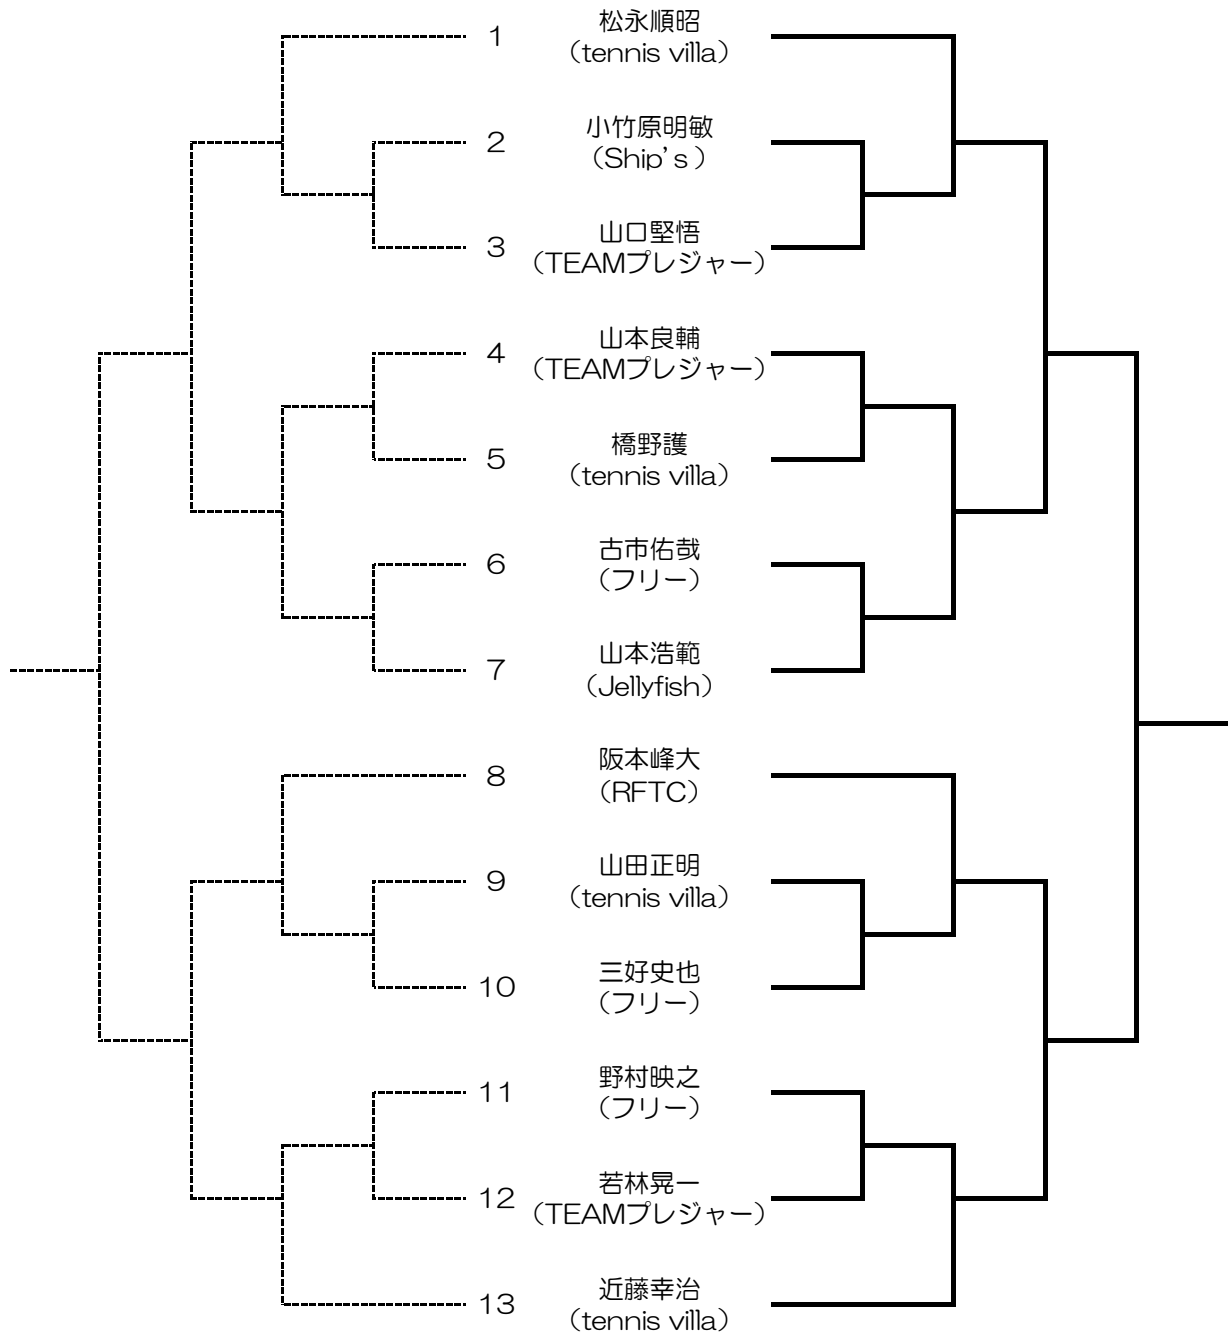 1
松永順昭
（tennis villa）
2
小竹原明敏
（Ship’s）
3
山口堅悟
（TEAMプレジャー）
4
山本良輔
（TEAMプレジャー）
5
橋野護
（tennis villa）
6
古市佑哉
（フリー）
7
山本浩範
（Jellyfish）
8
阪本峰大
（RFTC）
9
山田正明
（tennis villa）
10
三好史也
（フリー）
11
野村映之
（フリー）
12
若林晃一
（TEAMプレジャー）
13
近藤幸治
（tennis villa）